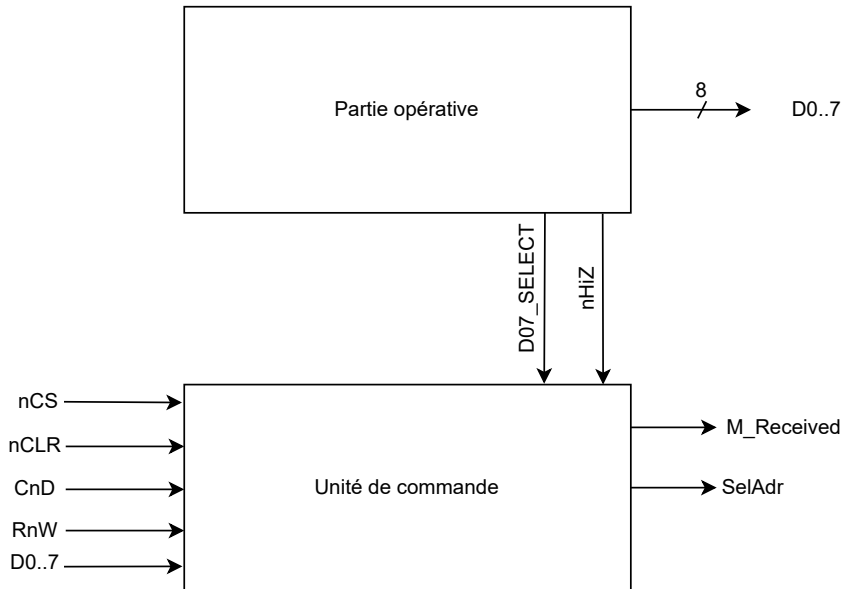 Partie opérative
8
D0..7
D07_SELECT
nHiZ
nCS
nCLR
CnD
RnW
D0..7
Unité de commande
M_Received
SelAdr